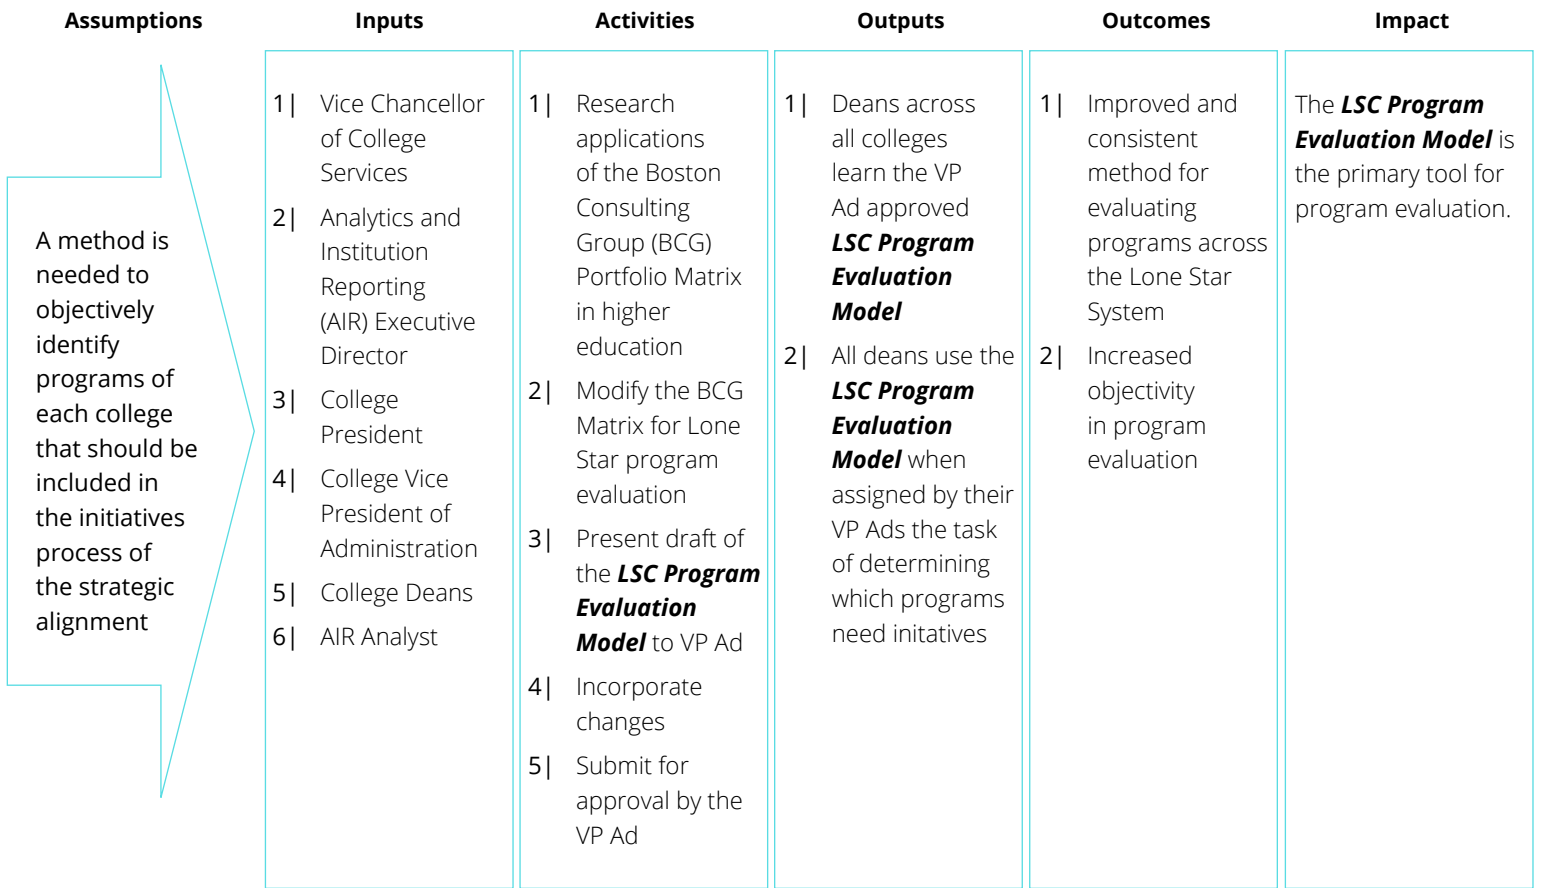 Assumptions
Inputs
Activities
Outputs
Outcomes
Impact
A method is
needed to
objectively
identify
programs of
each college
that should be
included in
the initiatives
process of
the strategic
alignment
1| Vice Chancellor
of College
Services
2| Analytics and
Institution
Reporting
(AIR) Executive
Director
3| College
President
4| College Vice
President of
Administration
5| College Deans
6| AIR Analyst
1| Research
applications
of the Boston
Consulting
Group (BCG)
Portfolio Matrix
in higher
education
2| Modify the BCG
Matrix for Lone
Star program
evaluation
3| Present draft of
the LSC Program
Evaluation
Model to VP Ad
4| Incorporate
changes
5| Submit for
approval by the
VP Ad
1| Deans across
all colleges
learn the VP
Ad approved
LSC Program
Evaluation
Model
2| All deans use the
LSC Program
Evaluation
Model when
assigned by their
VP Ads the task
of determining
which programs
need initatives
1| Improved and
consistent
method for
evaluating
programs across
the Lone Star
System
2| Increased
objectivity
in program
evaluation
The LSC Program
Evaluation Model is
the primary tool for
program evaluation.